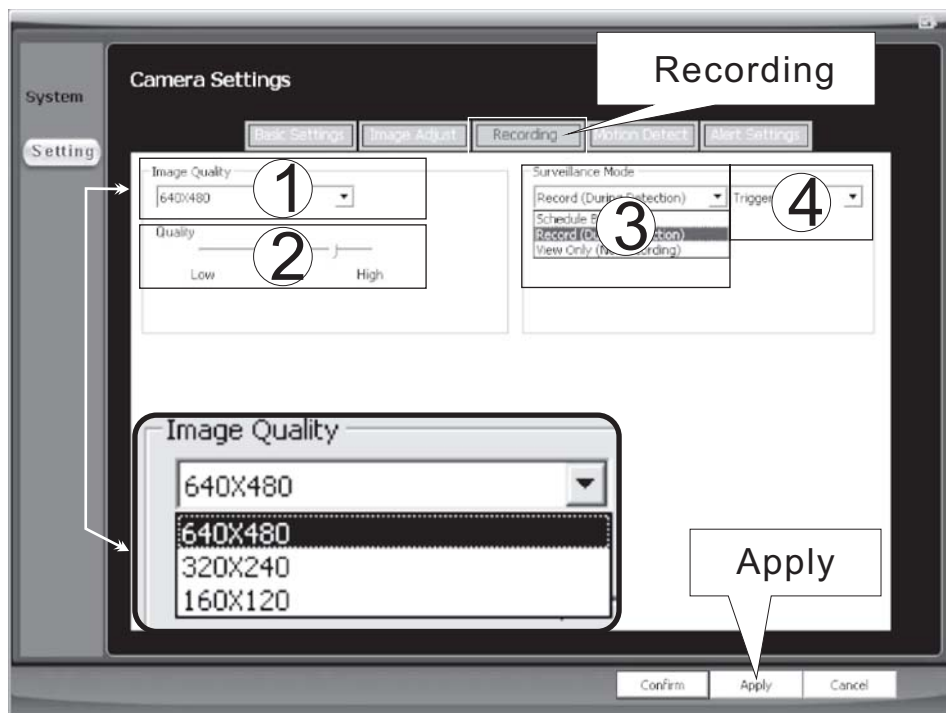 Recording
Camera Settings
System
Setting
Basic Settings Image Adjust Recording Motion Detect Alert Settings
Image Quality
640X480
1
Quality
2
Low High
Surveillance Mode
Record (During Detection)
Trigger
4
Schedule
3
Record
View Only
Image Quality
640X480
640X480
320X240
160X120
Apply
Confirm Apply Cancel